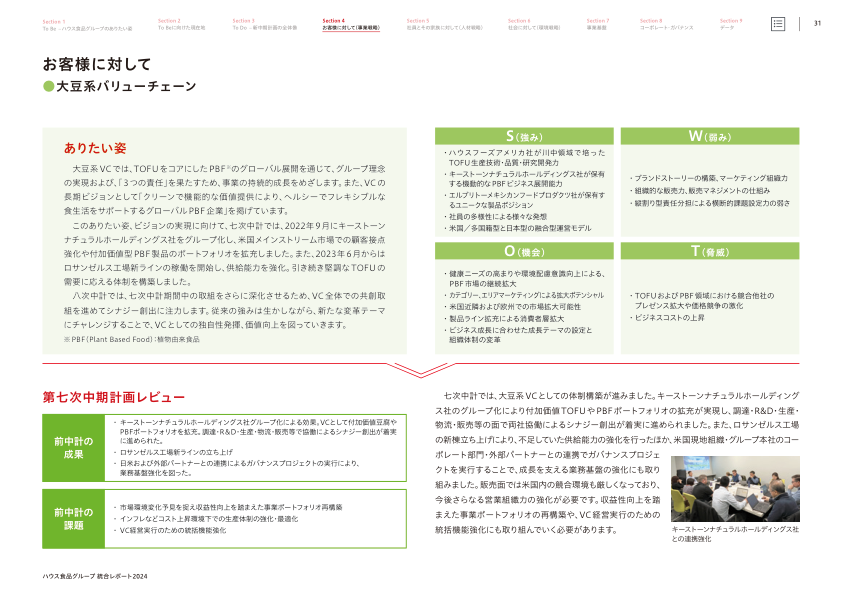 Section 1
To Be －ハウス食品グループのありたい姿
Section 2
To Beに向けた現在地
Section 3
To Do －新中期計画の全体像
Section 4
お客様に対して（事業戦略）
Section 5
社員とその家族に対して（人材戦略）
Section 6
社会に対して（環境戦略）
Section 7
事業基盤
Section 8
コーポレート・ガバナンス
Section 9
データ
31
お客様に対して
大豆系バリューチェーン
ありたい姿
大豆系VCでは、TOFUをコアにしたPBF※のグローバル展開を通じて、グループ理念
の実現および、「３つの責任」を果たすため、事業の持続的成長をめざします。また、VCの
長期ビジョンとして「クリーンで機能的な価値提供により、ヘルシーでフレキシブルな
食生活をサポートするグローバルPBF企業」を掲げています。
このありたい姿、ビジョンの実現に向けて、七次中計では、2022年9月にキーストーン
ナチュラルホールディングス社をグループ化し、米国メインストリーム市場での顧客接点
強化や付加価値型PBF製品のポートフォリオを拡充しました。また、2023年6月からは
ロサンゼルス工場新ラインの稼働を開始し、供給能力を強化。引き続き堅調なTOFUの
需要に応える体制を構築しました。
八次中計では、七次中計期間中の取組をさらに深化させるため、VC全体での共創取
組を進めてシナジー創出に注力します。従来の強みは生かしながら、新たな変革テーマ
にチャレンジすることで、VCとしての独自性発揮、価値向上を図っていきます。
※ PBF（Plant Based Food）：植物由来食品
S（強み）
・ハウスフーズアメリカ社が川中領域で培った
TOFU生産技術・品質・研究開発力
・キーストーンナチュラルホールディングス社が保有
する機動的なPBFビジネス展開能力
・エルブリトーメキシカンフードプロダクツ社が保有す
るユニークな製品ポジション
・社員の多様性による様々な発想
・米国／多国籍型と日本型の融合型運営モデル
W（弱み）
・ブランドストーリーの構築、マーケティング組織力
・組織的な販売力、販売マネジメントの仕組み
・縦割り型責任分担による横断的課題設定力の弱さ
O（機会）
・健康ニーズの高まりや環境配慮意識向上による、
PBF市場の継続拡大
・カテゴリー、エリアマーケティングによる拡大ポテンシャル
・米国近隣および欧州での市場拡大可能性
・製品ライン拡充による消費者層拡大
・ビジネス成長に合わせた成長テーマの設定と
組織体制の変革
T（脅威）
・TOFUおよびPBF領域における競合他社の
プレゼンス拡大や価格競争の激化
・ビジネスコストの上昇
第七次中期計画レビュー
前中計の
成果
・キーストーンナチュラルホールディングス社グループ化による効果。VCとして付加価値豆腐や
PBFポートフォリオを拡充。調達・R&D・生産・物流・販売等で協働によるシナジー創出が着実
に進められた。
・ロサンゼルス工場新ラインの立ち上げ
・日米および外部パートナーとの連携によるガバナンスプロジェクトの実行により、
業務基盤強化を図った。
前中計の
課題
・市場環境変化予見を捉え収益性向上を踏まえた事業ポートフォリオ再構築
・インフレなどコスト上昇環境下での生産体制の強化・最適化
・VC経営実行のための統括機能強化
七次中計では、大豆系VCとしての体制構築が進みました。キーストーンナチュラルホールディング
ス社のグループ化により付加価値TOFUやPBFポートフォリオの拡充が実現し、調達・R&D・生産・
物流・販売等の面で両社協働によるシナジー創出が着実に進められました。また、ロサンゼルス工場
の新棟立ち上げにより、不足していた供給能力の強化を行ったほか、米国現地組織・グループ本社のコー
ポレート部門・外部パートナーとの連携でガバナンスプロジェ
クトを実行することで、成長を支える業務基盤の強化にも取り
組みました。販売面では米国内の競合環境も厳しくなっており、
今後さらなる営業組織力の強化が必要です。収益性向上を踏
まえた事業ポートフォリオの再構築や、VC経営実行のための
統括機能強化にも取り組んでいく必要があります。
キーストーンナチュラルホールディングス社
との連携強化
ハウス食品グループ 統合レポート2024